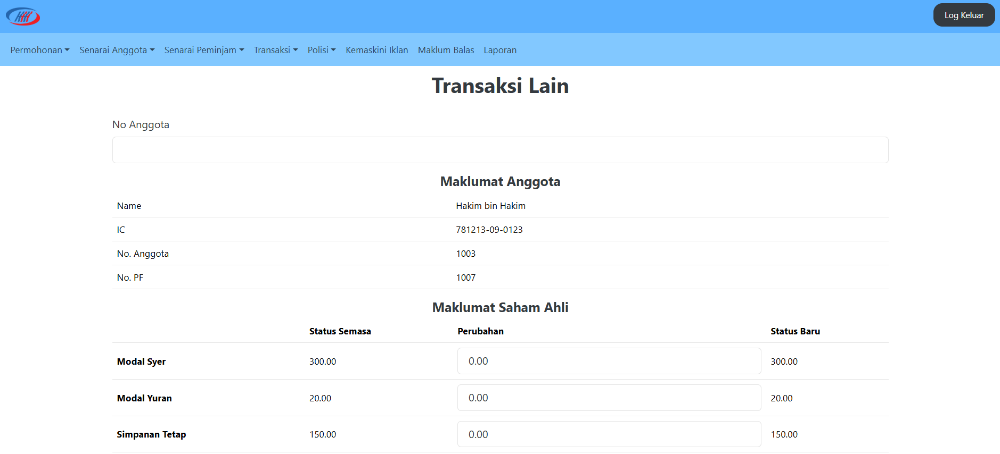 Log Keluar
Permohonan Senarai Anggota Senarai Peminjam Transaksi Polisi Kemaskini Iklan Maklum Balas Laporan
Transaksi Lain
No Anggota
Maklumat Anggota
Name Hakim bin Hakim
IC 781213-09-0123
No. Anggota 1003
No. PF 1007
Maklumat Saham Ahli
Status Semasa Perubahan Status Baru
Modal Syer 300.00 0.00 300.00
Modal Yuran 20.00 0.00 20.00
Simpanan Tetap 150.00 0.00 150.00